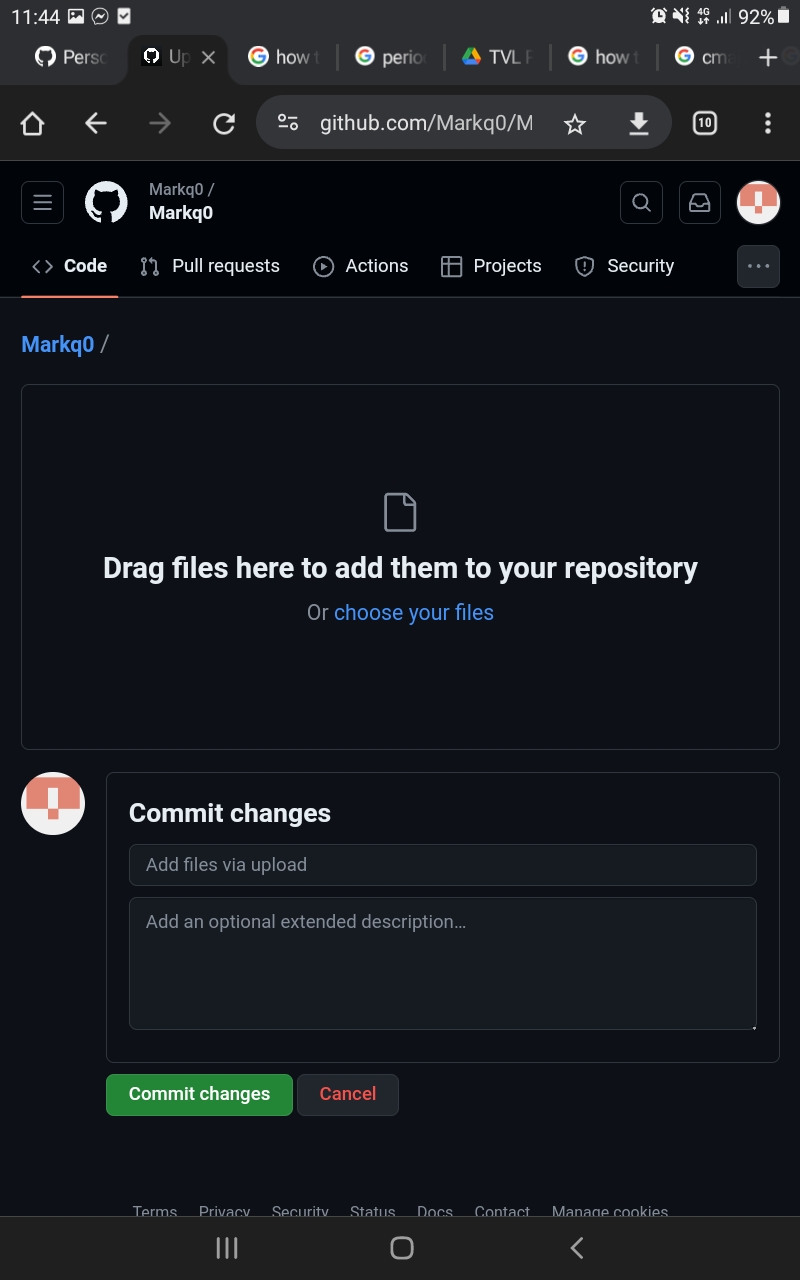 11:44 4G 92%
Perso Up how t perio TVL how t cma
github.com/Markq0/M 10
Markq0 /
Markq0
Code Pull requests Actions Projects Security
Markq0 /
Drag files here to add them to your repository
Or choose your files
Commit changes
Add files via upload
Add an optional extended description...
Commit changes Cancel
Terms Privacy Security Status Docs Contact Manage cookies